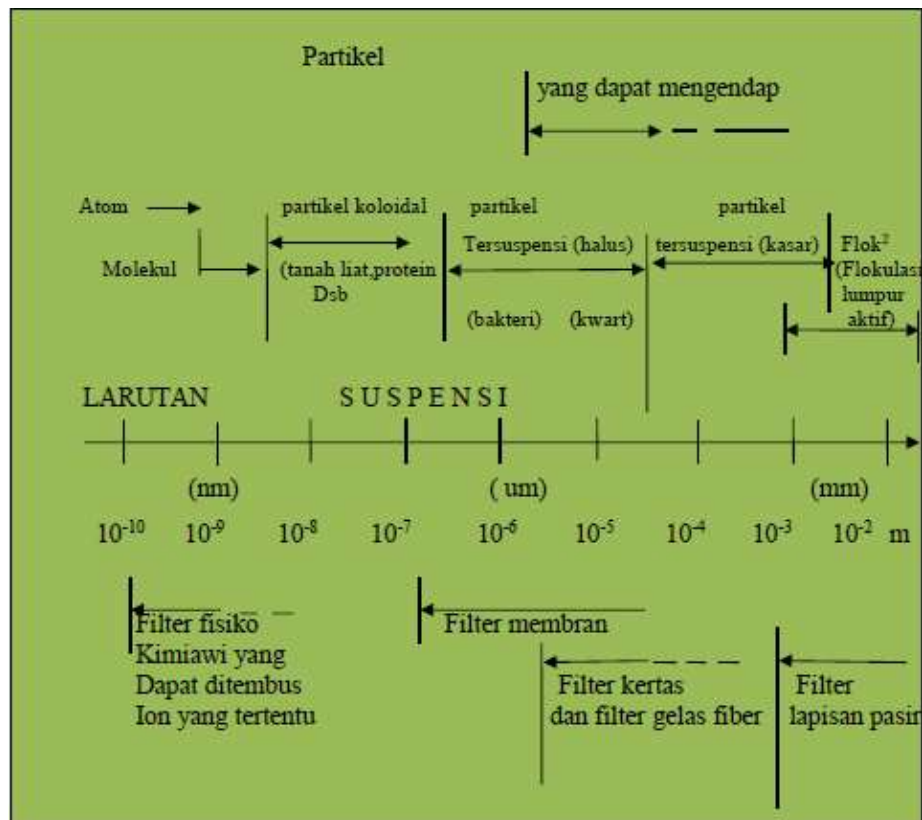 Partikel
yang dapat mengendap
Atom
partikel koloidal
partikel
partikel
Molekul
(tanah liat,protein
Dsb
Tersuspensi (halus)
(bakteri) (kwart)
tersuspensi (kasar)
Flok²
(Flokulasi
lumpur
aktif)
LARUTAN
S U S P E N S I
(nm) ( um) (mm)
10⁻¹⁰ 10⁻⁹ 10⁻⁸ 10⁻⁷ 10⁻⁶ 10⁻⁵ 10⁻⁴ 10⁻³ 10⁻² m
Filter fisiko
Kimiawi yang
Dapat ditembus
Ion yang tertentu
Filter membran
Filter kertas
dan filter gelas fiber
Filter
lapisan pasir